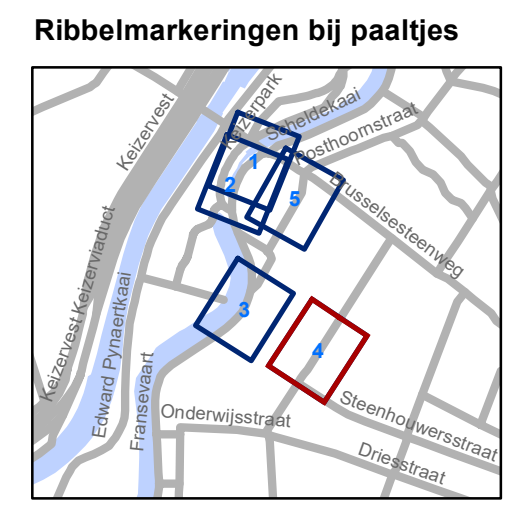 Ribbelmarkeringen bij paaltjes
Keizervest
Keizerpark
Scheldekaai
Posthoornstraat
1
2
5
Brusselsesteenweg
Keizervest Keizerviaduct
Edward Pynaertkaai
3
4
Fransevaart
Onderwijsstraat
Steenhouwersstraat
Driesstraat